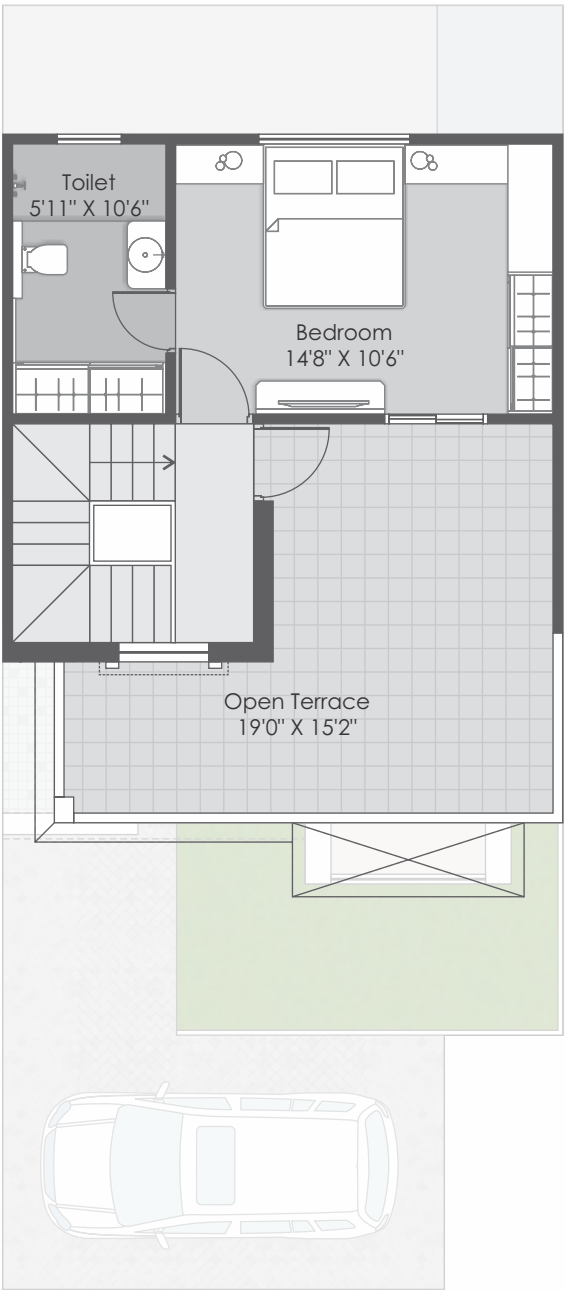 Toilet
5'11" X 10'6"
Bedroom
14'8" X 10'6"
Open Terrace
19'0" X 15'2"